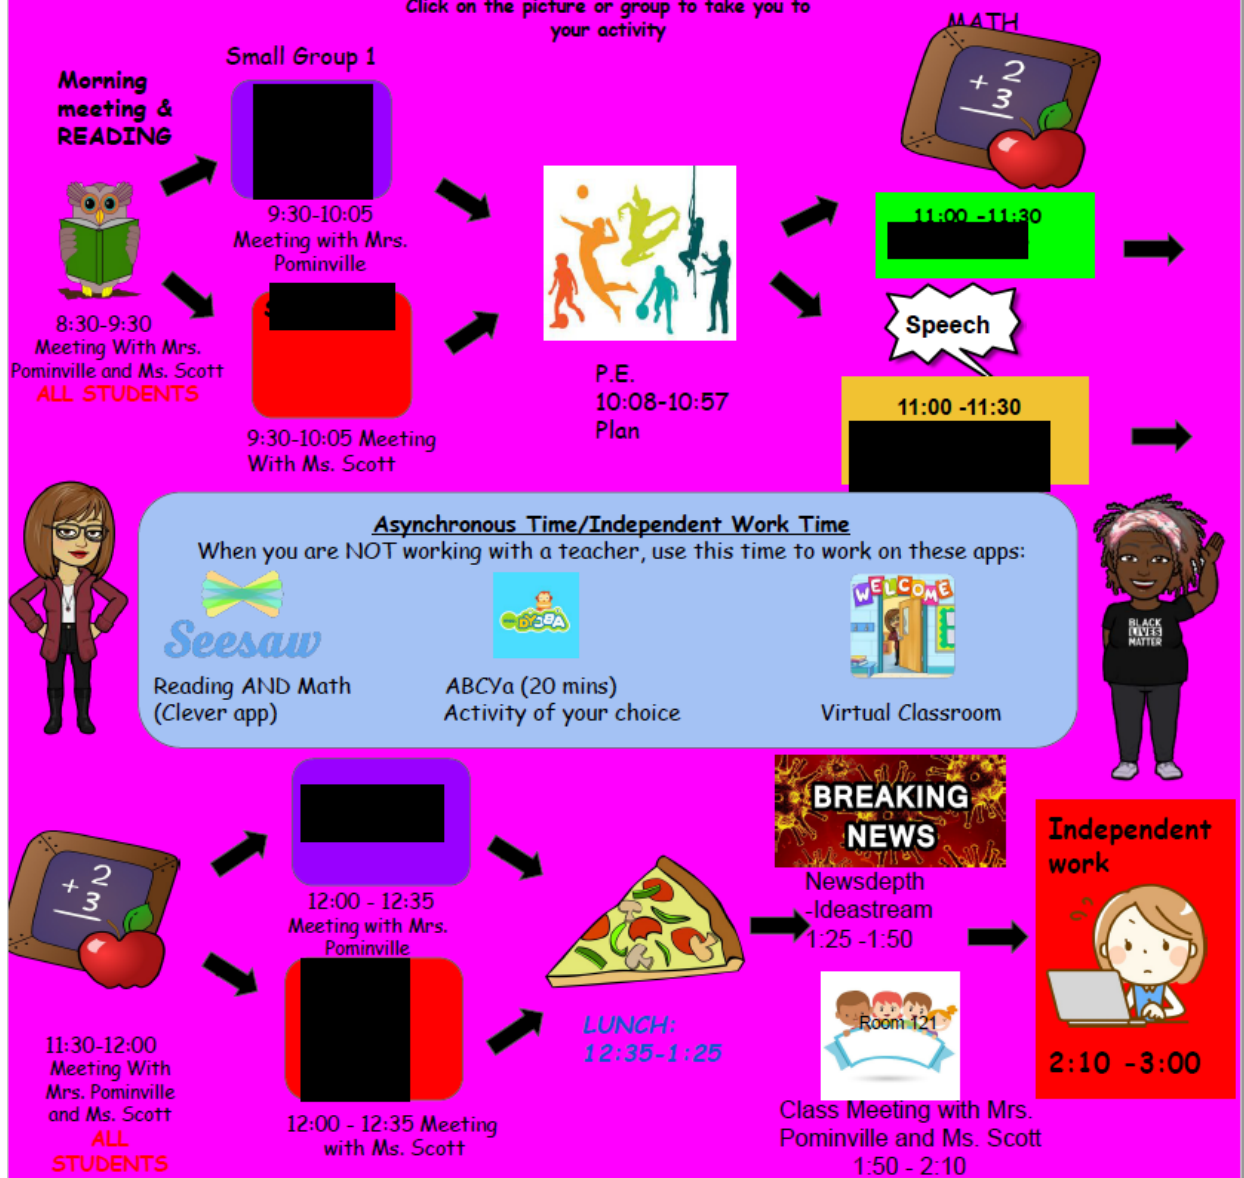 Click on the picture or group to take you to
your activity
MATH
Small Group 1
Morning
meeting &
READING
+ 2
3
9:30-10:05
Meeting with Mrs.
Pominville
11:00 -11:30
8:30-9:30
Meeting With Mrs.
Pominville and Ms. Scott
ALL STUDENTS
9:30-10:05 Meeting
With Ms. Scott
P.E.
10:08-10:57
Plan
Speech
11:00 -11:30
Asynchronous Time/Independent Work Time
When you are NOT working with a teacher, use this time to work on these apps:
Seesaw
WELCOME
BLACK
LIVES
MATTER
Reading AND Math
(Clever app)
ABCYa (20 mins)
Activity of your choice
Virtual Classroom
+ 2
3
11:30-12:00
Meeting With
Mrs. Pominville
and Ms. Scott
ALL
STUDENTS
12:00 - 12:35
Meeting with Mrs.
Pominville
12:00 - 12:35 Meeting
with Ms. Scott
LUNCH:
12:35-1:25
BREAKING
NEWS
Newsdepth
-Ideastream
1:25 -1:50
Room 121
Class Meeting with Mrs.
Pominville and Ms. Scott
1:50 - 2:10
Independent
work
2:10 -3:00